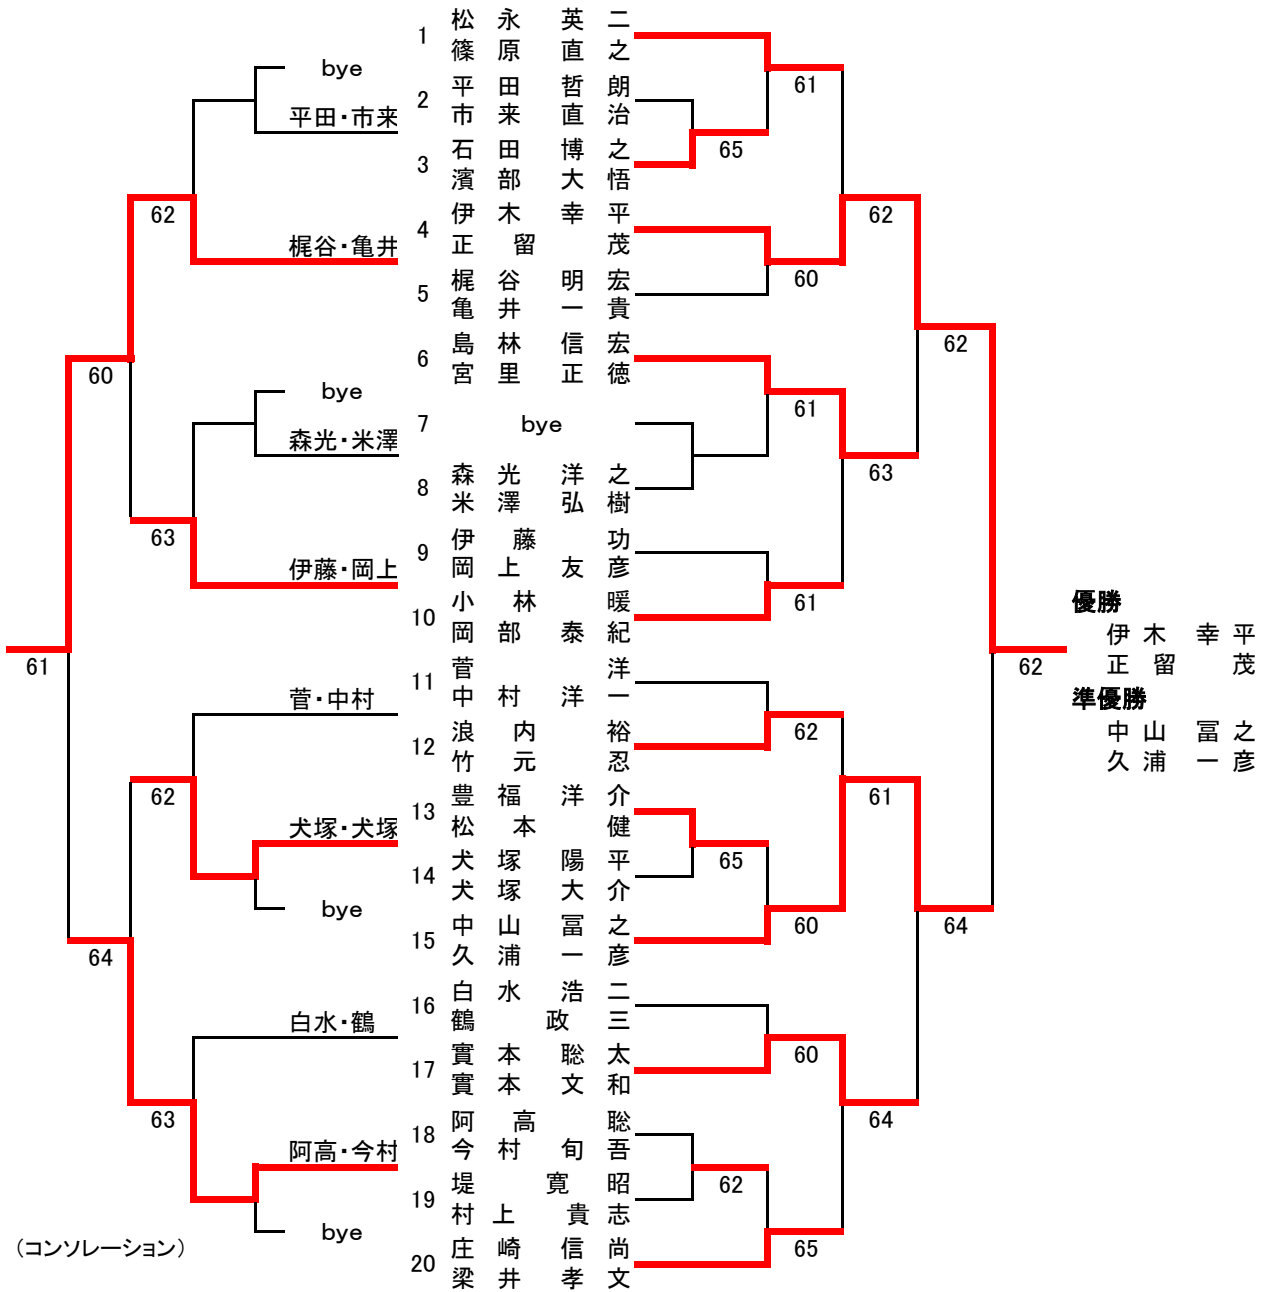 1
松永 英二
篠原 直之
2
平田 哲朗
市来 直治
3
石田 博之
濱部 大悟
4
伊木 幸平
正留 茂
5
梶谷 明宏
亀井 一貴
6
島林 信宏
宮里 正徳
7
bye
8
森光 洋之
米澤 弘樹
9
伊藤 功
岡上 友彦
10
小林 暖
岡部 泰紀
11
菅 洋
中村 洋一
12
浪内 裕
竹元 忍
13
豊福 洋介
松本 健
14
犬塚 陽平
犬塚 大介
15
中山 冨之
久浦 一彦
16
白水 浩二
鶴 政三
17
實本 聡太
實本 文和
18
阿高 聡
今村 旬吾
19
堤 寛昭
村上 貴志
20
庄崎 信尚
梁井 孝文
bye
平田・市来
62
梶谷・亀井
60
bye
森光・米澤
63
伊藤・岡上
61
菅・中村
62
犬塚・犬塚
bye
64
白水・鶴
63
阿高・今村
bye
(コンソレーション)
61
65
62
60
62
61
63
61
62
62
61
65
60
64
60
64
62
65
優勝
伊木 幸平
正留 茂
準優勝
中山 冨之
久浦 一彦